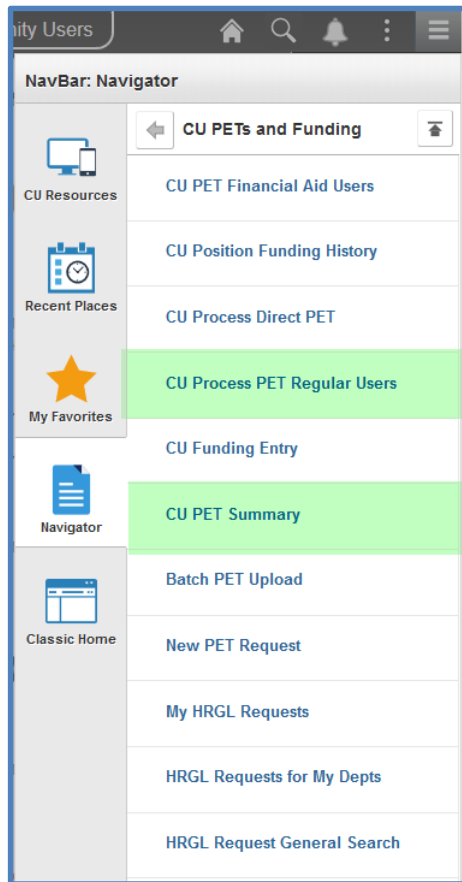 ity Users
NavBar: Navigator
CU Resources
Recent Places
My Favorites
Navigator
Classic Home
CU PETs and Funding
CU PET Financial Aid Users
CU Position Funding History
CU Process Direct PET
CU Process PET Regular Users
CU Funding Entry
CU PET Summary
Batch PET Upload
New PET Request
My HRGL Requests
HRGL Requests for My Depts
HRGL Request General Search